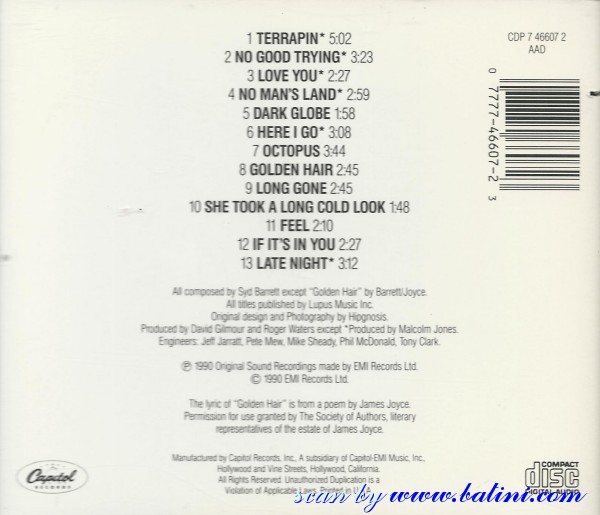 1 TERRAPIN* 5:02
2 NO GOOD TRYING* 3:23
3 LOVE YOU* 2:27
4 NO MAN'S LAND* 2:59
5 DARK GLOBE 1:58
6 HERE I GO* 3:08
7 OCTOPUS 3:44
8 GOLDEN HAIR 2:45
9 LONG GONE 2:45
10 SHE TOOK A LONG COLD LOOK 1:48
11 FEEL 2:10
12 IF IT'S IN YOU 2:27
13 LATE NIGHT* 3:12
CDP 7 46607 2
AAD
0 7777-46607-2 3
All composed by Syd Barrett except "Golden Hair" by Barrett/Joyce.
All titles published by Lupus Music Inc.
Original design and Photography by Hipgnosis.
Produced by David Gilmour and Roger Waters except *Produced by Malcolm Jones.
Engineers: Jeff Jarratt, Pete Mew, Mike Sheady, Phil McDonald, Tony Clark.
Ⓟ 1990 Original Sound Recordings made by EMI Records Ltd.
© 1990 EMI Records Ltd.
The lyric of "Golden Hair" is from a poem by James Joyce.
Permission for use granted by The Society of Authors, literary
representatives of the estate of James Joyce.
Manufactured by Capitol Records, Inc., A subsidiary of Capitol-EMI Music, Inc.,
Hollywood and Vine Streets, Hollywood, California.
All Rights Reserved. Unauthorized Duplication is a
Violation of Applicable Laws. Printed in U.S.A.
Capitol
RECORDS
COMPACT
disc
DIGITAL AUDIO
scan by www.batini.com